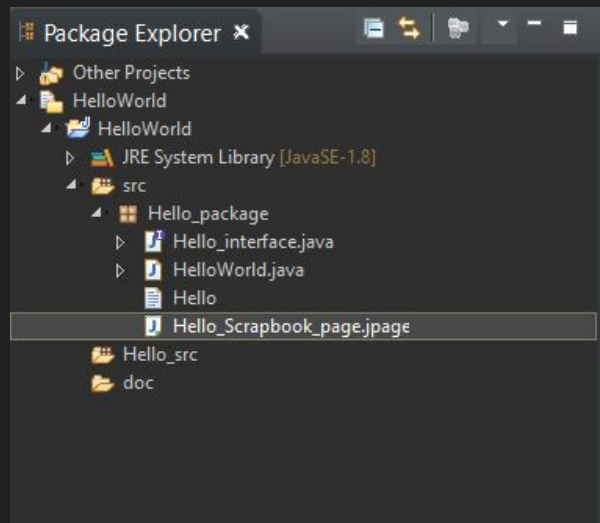 Package Explorer
Other Projects
HelloWorld
HelloWorld
JRE System Library [JavaSE-1.8]
src
Hello_package
Hello_interface.java
HelloWorld.java
Hello
Hello_Scrapbook_page.jpage
Hello_src
doc